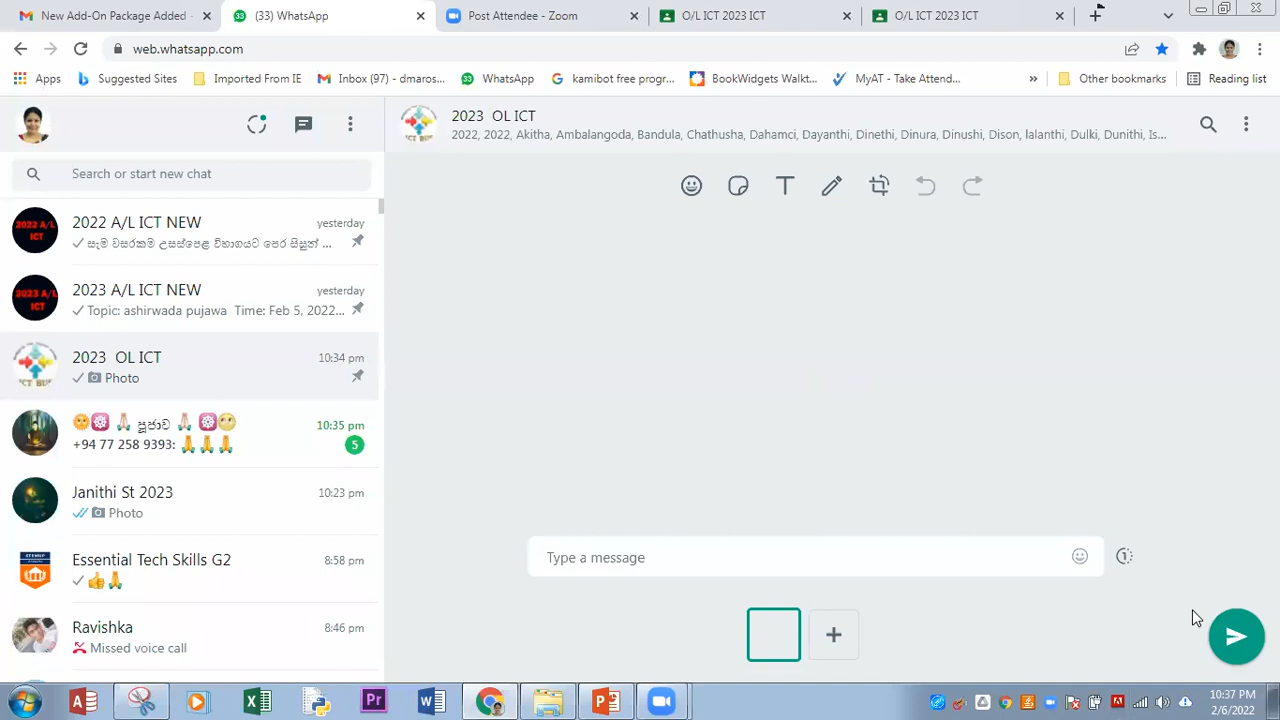 New Add-On Package Added
(33) WhatsApp
Post Attendee - Zoom
O/L ICT 2023 ICT
O/L ICT 2023 ICT
web.whatsapp.com
Apps
Suggested Sites
Imported From IE
Inbox (97) - dmaros...
WhatsApp
kamibot free progr...
BookWidgets Walkt...
MyAT - Take Attend...
»
Other bookmarks
Reading list
2023 OL ICT
2022, 2022, Akitha, Ambalangoda, Bandula, Chathusha, Dahamci, Dayanthi, Dinethi, Dinura, Dinushi, Dison, Ialanthi, Dulki, Dunithi, Is...
Search or start new chat
2022 A/L ICT NEW
yesterday
සෑම වසරකම උසස්පෙළ විභාගයට පෙර සිසුන් ...
2023 A/L ICT NEW
yesterday
Topic: ashirwada pujawa Time: Feb 5, 2022...
2023 OL ICT
10:34 pm
Photo
🌞☸️🙏🏻 පූජාව 🙏🏻☸️🌝
10:35 pm
+94 77 258 9393: 🙏🙏🙏
5
Janithi St 2023
10:23 pm
Photo
Essential Tech Skills G2
8:58 pm
👍🙏
Ravishka
8:46 pm
Missed voice call
Type a message
10:37 PM
2/6/2022